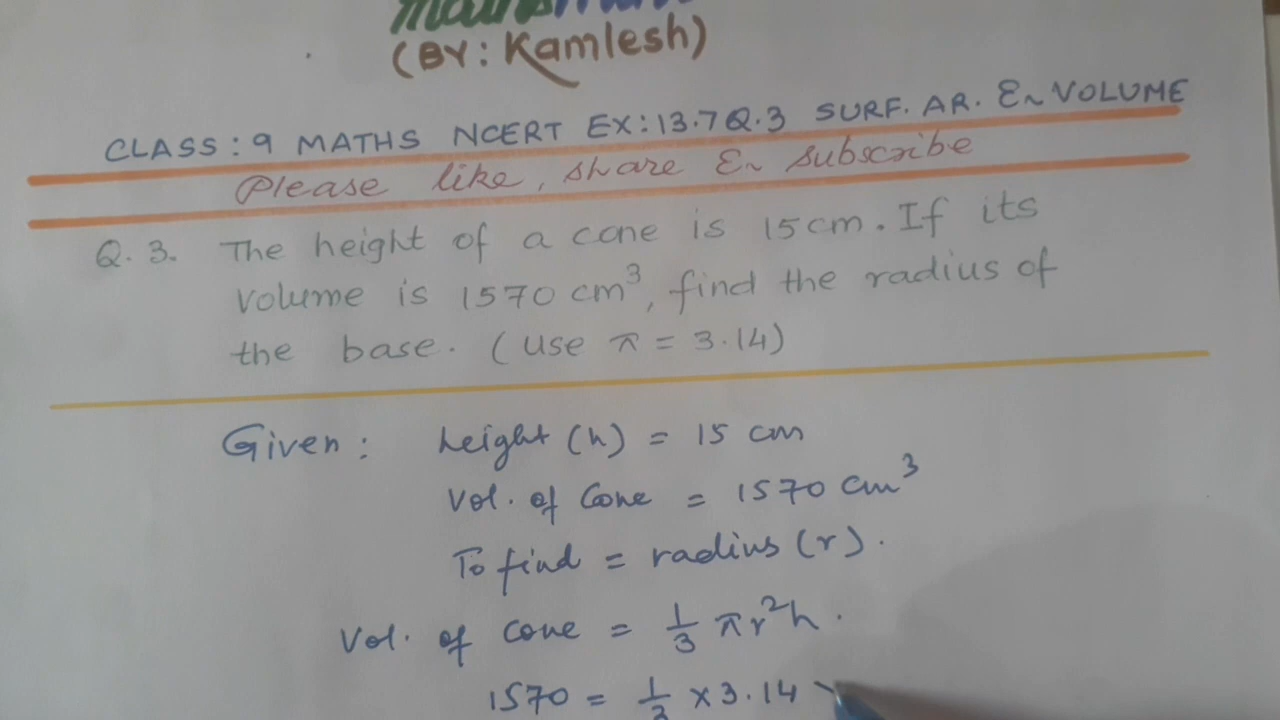 (BY: Kamlesh)
CLASS: 9 MATHS NCERT EX:13.7 Q.3 SURF. AR. & VOLUME
Please like, share & subscribe
Q. 3. The height of a cone is 15cm. If its
volume is 1570 cm³, find the radius of
the base. (Use π = 3.14)
Given: height (h) = 15 cm
Vol. of Cone = 1570 cm³
To find = radius (r).
Vol. of cone = 1/3 πr²h.
1570 = 1/3 × 3.14